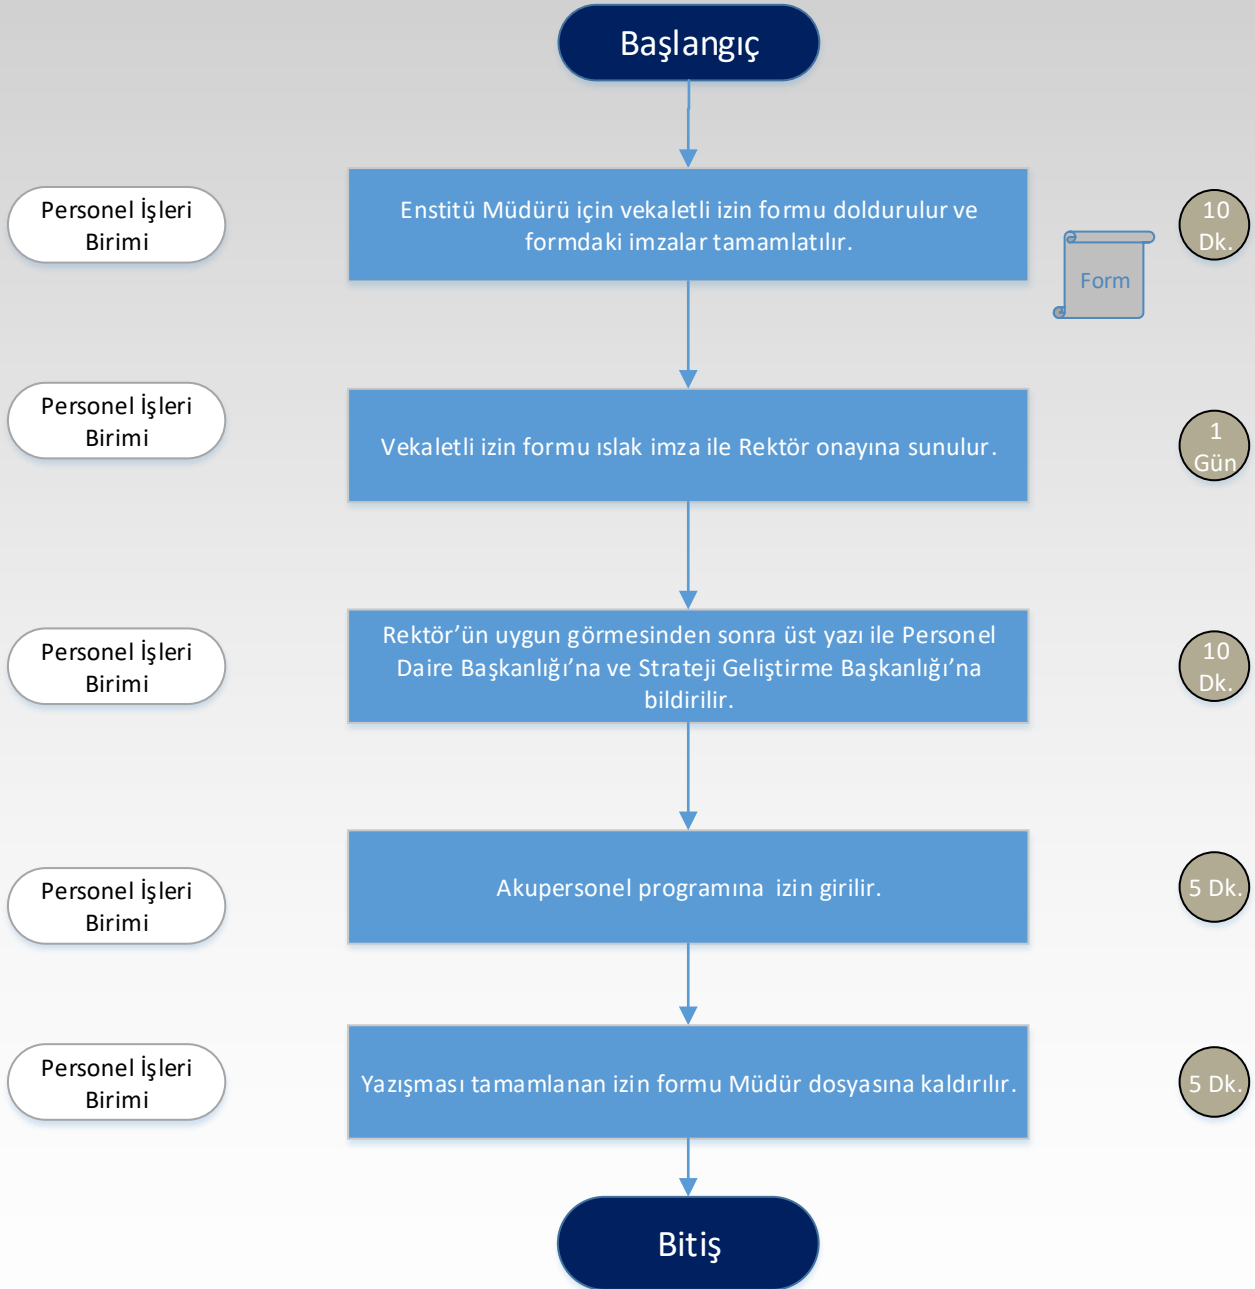 Başlangıç
Personel İşleri
Birimi
Enstitü Müdürü için vekaletli izin formu doldurulur ve
formdaki imzalar tamamlatılır.
10
Dk.
Form
Personel İşleri
Birimi
Vekaletli izin formu ıslak imza ile Rektör onayına sunulur.
1
Gün
Personel İşleri
Birimi
Rektör’ün uygun görmesinden sonra üst yazı ile Personel
Daire Başkanlığı’na ve Strateji Geliştirme Başkanlığı’na
bildirilir.
10
Dk.
Personel İşleri
Birimi
Akupersonel programına izin girilir.
5 Dk.
Personel İşleri
Birimi
Yazışması tamamlanan izin formu Müdür dosyasına kaldırılır.
5 Dk.
Bitiş